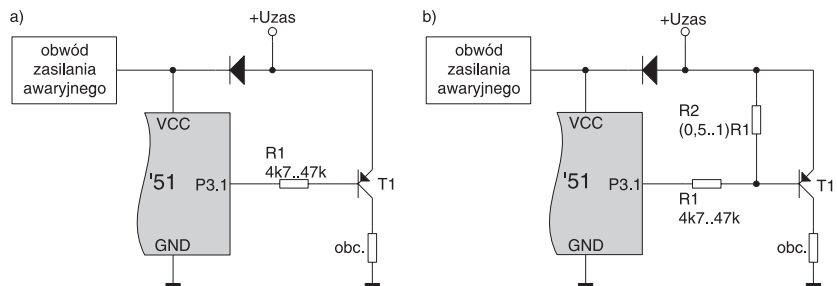 a)
+Uzas
obwód
zasilania
awaryjnego
VCC
R1
4k7..47k
'51
P3.1
T1
GND
obc.
b)
+Uzas
obwód
zasilania
awaryjnego
R2
(0,5..1)R1
VCC
'51
P3.1
T1
R1
4k7..47k
GND
obc.